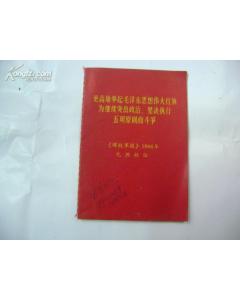 更高地举起毛泽东思想伟大红旗
为继续突出政治、坚决执行
五项原则而斗争
《解放军报》1966年
元旦社论